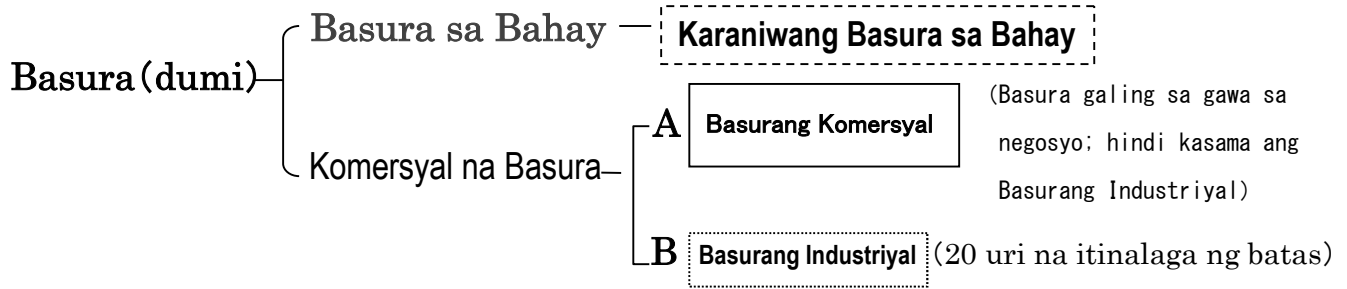 Basura sa Bahay
Karaniwang Basura sa Bahay
Basura(dumi)
A
Basurang Komersyal
(Basura galing sa gawa sa
negosyo; hindi kasama ang
Basurang Industriyal)
Komersyal na Basura
B
Basurang Industriyal
(20 uri na itinalaga ng batas)